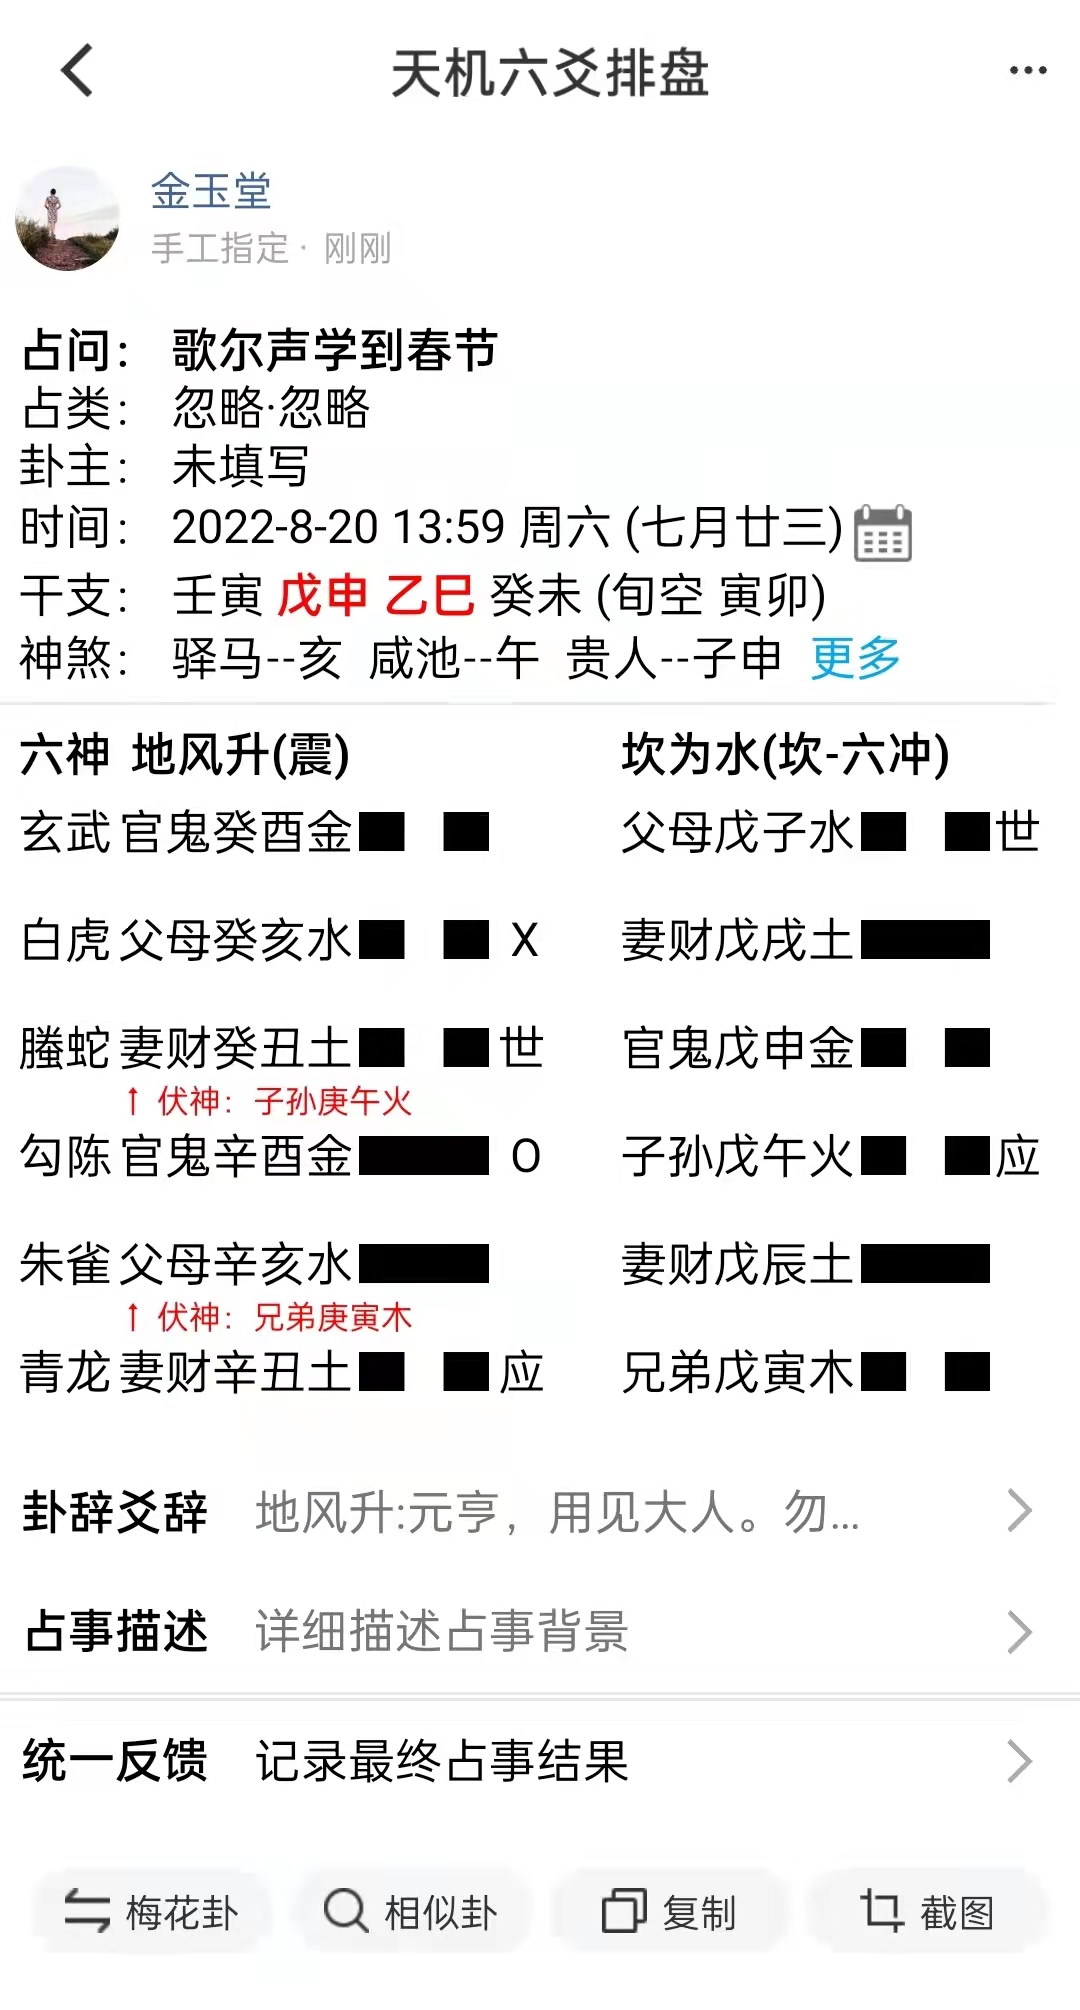 天机六爻排盘
金玉堂
手工指定· 刚刚
占问： 歌尔声学到春节
占类： 忽略·忽略
卦主： 未填写
时间： 2022-8-20 13:59 周六 (七月廿三)
干支： 壬寅 戊申 乙巳 癸未 (旬空 寅卯)
神煞： 驿马--亥 咸池--午 贵人--子申 更多
六神 地风升(震) 坎为水(坎-六冲)
玄武 官鬼癸酉金 父母戊子水 世
白虎 父母癸亥水 X 妻财戊戌土
螣蛇 妻财癸丑土 世 官鬼戊申金
↑ 伏神：子孙庚午火
勾陈 官鬼辛酉金 O 子孙戊午火 应
朱雀 父母辛亥水 妻财戊辰土
↑ 伏神：兄弟庚寅木
青龙 妻财辛丑土 应 兄弟戊寅木
卦辞爻辞 地风升:元亨，用见大人。勿...
占事描述 详细描述占事背景
统一反馈 记录最终占事结果
梅花卦 相似卦 复制 截图